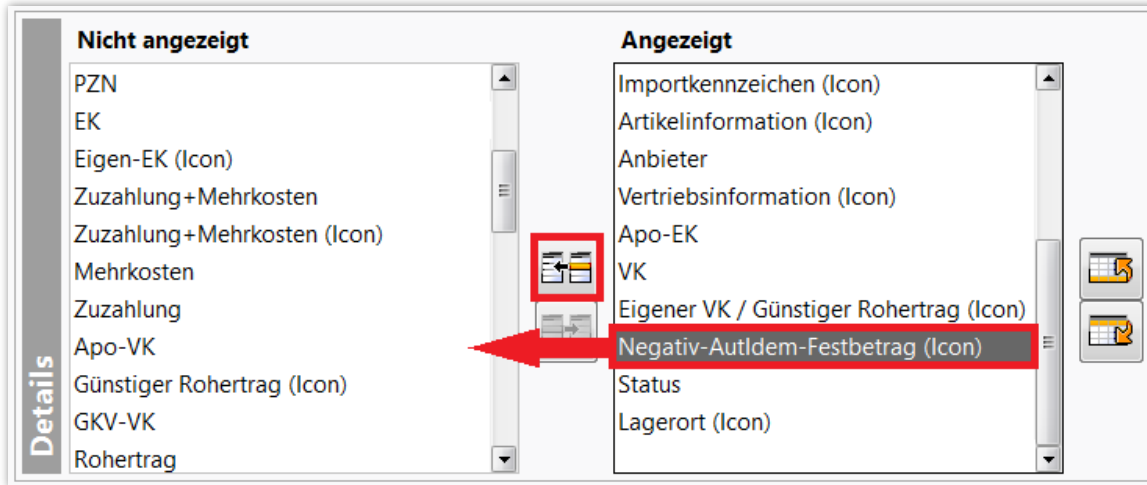 Nicht angezeigt
PZN
EK
Eigen-EK (Icon)
Zuzahlung+Mehrkosten
Zuzahlung+Mehrkosten (Icon)
Mehrkosten
Zuzahlung
Apo-VK
Günstiger Rohertrag (Icon)
GKV-VK
Rohertrag
Angezeigt
Importkennzeichen (Icon)
Artikelinformation (Icon)
Anbieter
Vertriebsinformation (Icon)
Apo-EK
VK
Eigener VK / Günstiger Rohertrag (Icon)
Negativ-AutIdem-Festbetrag (Icon)
Status
Lagerort (Icon)
Details